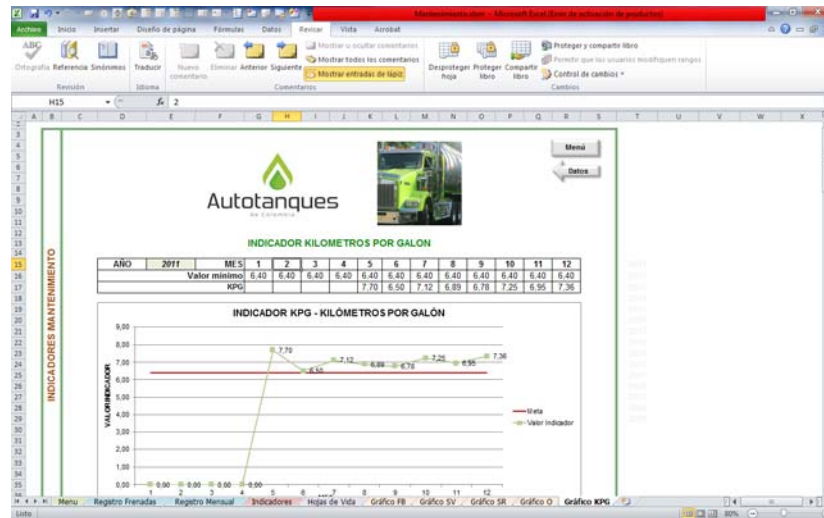 Mantenimiento.xlsm - Microsoft Excel (Error de activación de productos)
Archivo Inicio Insertar Diseño de página Fórmulas Datos Revisar Vista Acrobat
ABC
Ortografía Referencia Sinónimos Traducir Nuevo comentario Eliminar Anterior Siguiente
Mostrar u ocultar comentarios
Mostrar todos los comentarios
Mostrar entradas de lápiz
Desproteger hoja Proteger libro Compartir libro
Proteger y compartir libro
Permitir que los usuarios modifiquen rangos
Control de cambios
Revisión Idioma Comentarios Cambios
H15 fx 2
A B C D E F G H I J K L M N O P Q R S T U V W X
Menú
Datos
Autotanques
de Colombia
INDICADORES MANTENIMIENTO
INDICADOR KILOMETROS POR GALON
AÑO 2011 MES 1 2 3 4 5 6 7 8 9 10 11 12
Valor mínimo 6,40 6,40 6,40 6,40 6,40 6,40 6,40 6,40 6,40 6,40 6,40 6,40
KPG 7,70 6,50 7,12 6,89 6,78 7,25 6,95 7,36
INDICADOR KPG - KILÓMETROS POR GALÓN
VALOR INDICADOR
9,00
8,00
7,00
6,00
5,00
4,00
3,00
2,00
1,00
0,00
0,00 0,00 0,00 0,00 7,70 6,50 7,12 6,89 6,78 7,25 6,95 7,36
1 2 3 4 5 6 7 8 9 10 11 12
Meta
Valor Indicador
Menu Registro Frenadas Registro Mensual Indicadores Hojas de Vida Gráfico FB Gráfico SV Gráfico SR Gráfico O Gráfico KPG
Listo 80%